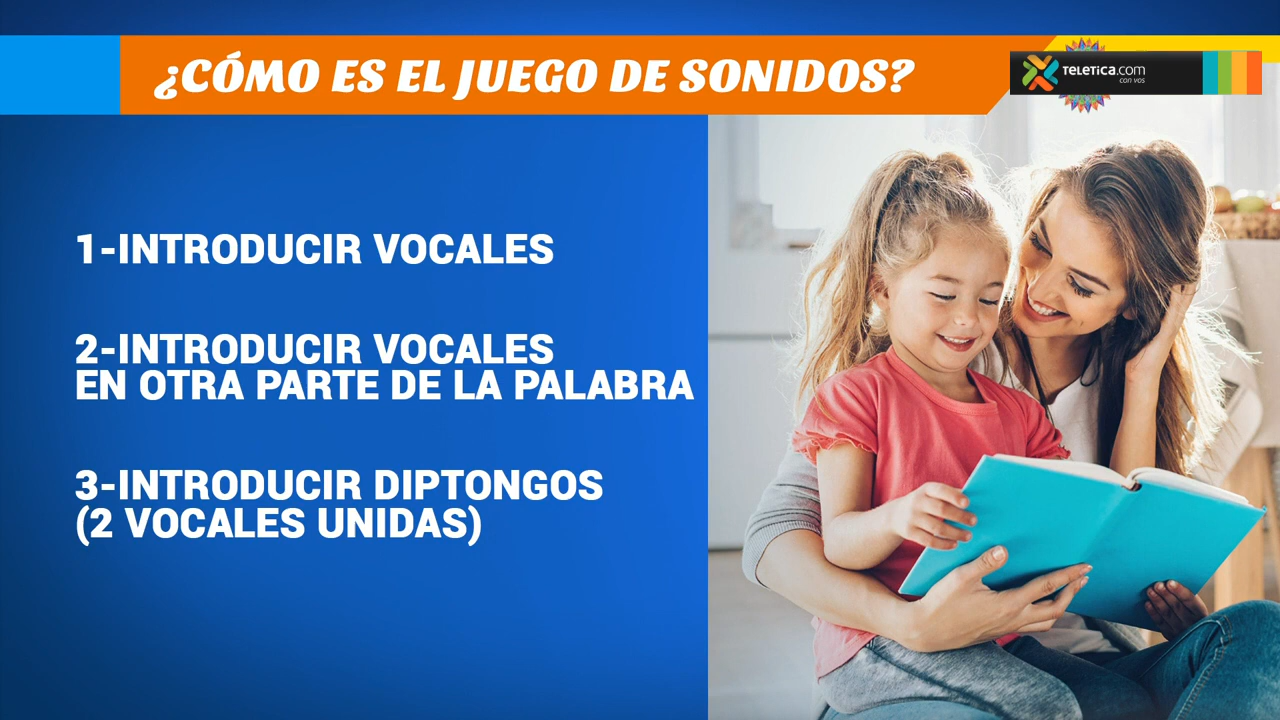 ¿CÓMO ES EL JUEGO DE SONIDOS?
TELETICA.COM
con vos
1-INTRODUCIR VOCALES
2-INTRODUCIR VOCALES
EN OTRA PARTE DE LA PALABRA
3-INTRODUCIR DIPTONGOS
(2 VOCALES UNIDAS)